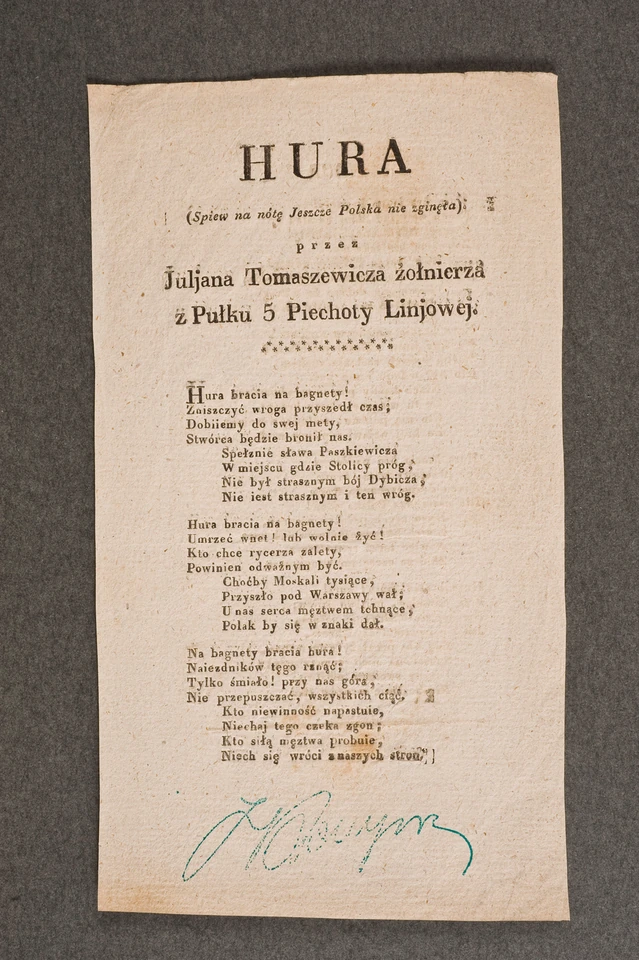 HURA
(Spiew na nótę Jeszcze Polska nie zginęła):
przez
Juljana Tomaszewicza żołnierza
z Pułku 5 Piechoty Linjowej.
Hura bracia na bagnety!
Zniszczyć wroga przyszedł czas;
Dobiiemy do swej mety,
Stwórca będzie bronił nas.
Spełznie sława Paszkiewicza
W miejscu gdzie Stolicy próg,
Nie był strasznym bój Dybicza,
Nie iest strasznym i ten wróg.
Hura bracia na bagnety!
Umrzeć wnet! lub wolnie żyć!
Kto chce rycerza zalety,
Powinien odważnym być.
Choćby Moskali tysiące,
Przyszło pod Warszawy wał;
U nas serca męztwem tchnące,
Polak by się w znaki dał.
Na bagnety bracia hura!
Naiezdników tęgo rznąć;
Tylko śmiało! przy nas góra,
Nie przepuszczać, wszystkich ciąć.
Kto niewinność napastuie,
Niechaj tego czeka zgon;
Kto siłą męztwa probuie,
Niech się wróci z naszych stron.